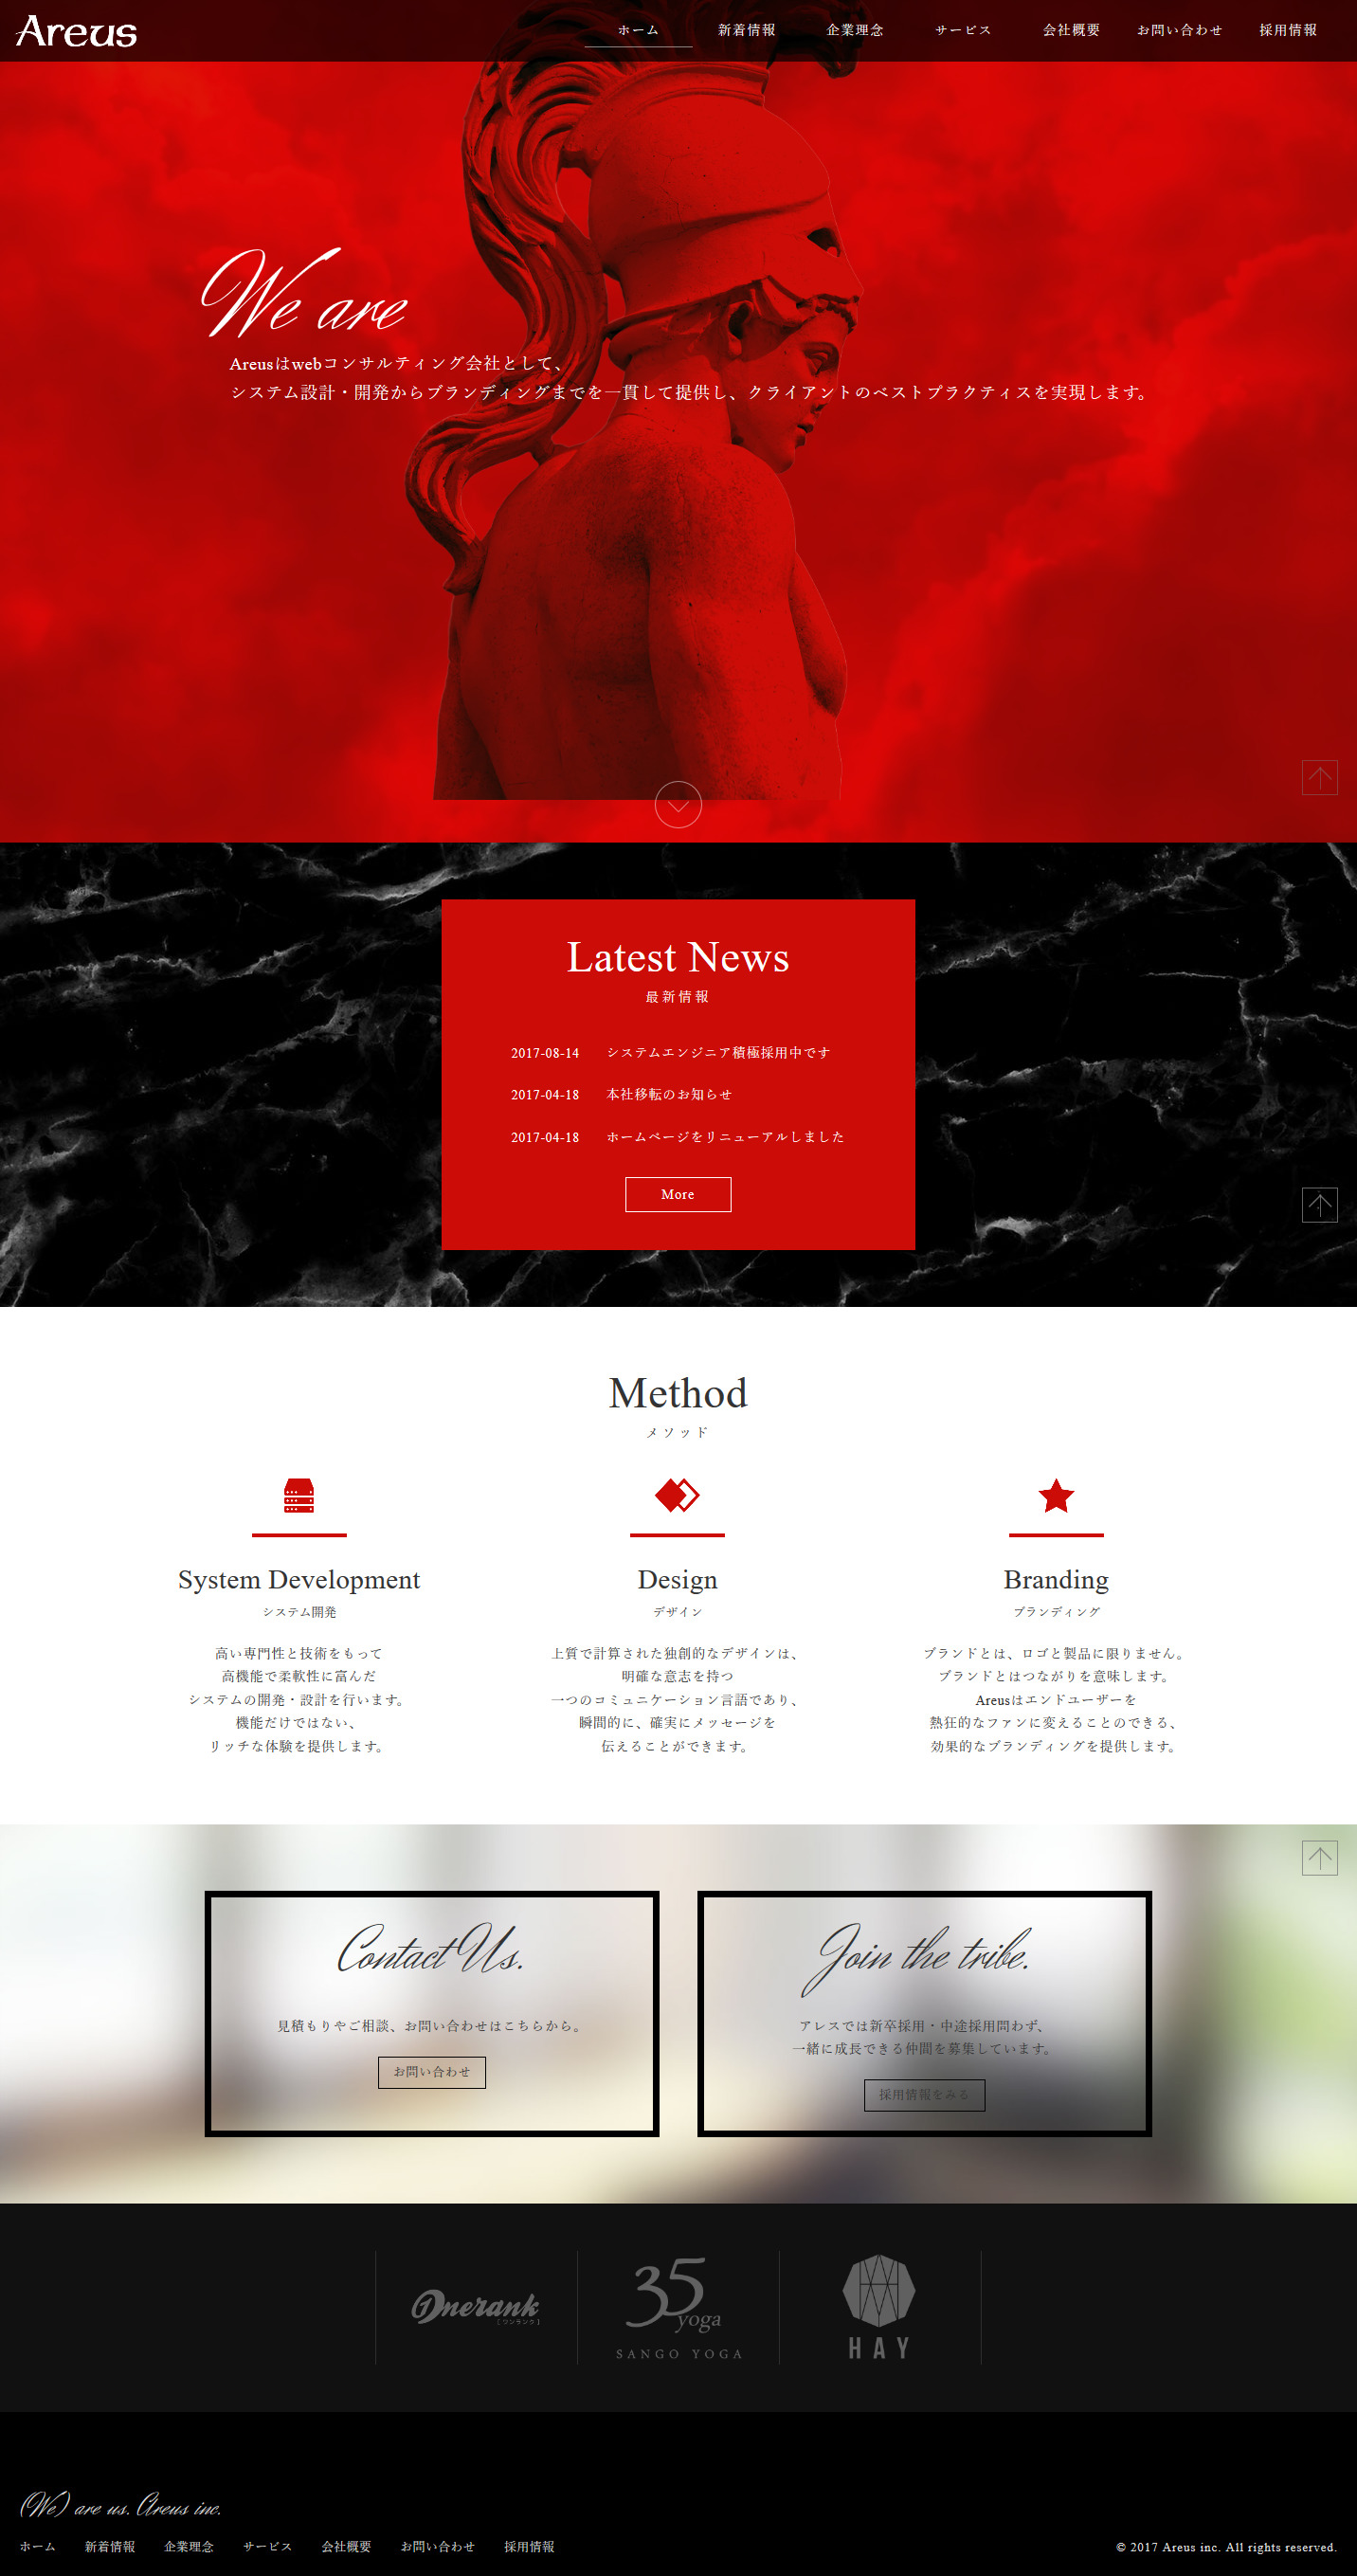 Areus
ホーム 新着情報 企業理念 サービス 会社概要 お問い合わせ 採用情報
We are
Areusはwebコンサルティング会社として、
システム設計・開発からブランディングまでを一貫して提供し、クライアントのベストプラクティスを実現します。
Latest News
最新情報
2017-08-14 システムエンジニア積極採用中です
2017-04-18 本社移転のお知らせ
2017-04-18 ホームページをリニューアルしました
More
Method
メソッド
System Development
システム開発
高い専門性と技術をもって
高機能で柔軟性に富んだ
システムの開発・設計を行います。
機能だけではない、
リッチな体験を提供します。
Design
デザイン
上質で計算された独創的なデザインは、
明確な意志を持つ
一つのコミュニケーション言語であり、
瞬間的に、確実にメッセージを
伝えることができます。
Branding
ブランディング
ブランドとは、ロゴと製品に限りません。
ブランドとはつながりを意味します。
Areusはエンドユーザーを
熱狂的なファンに変えることのできる、
効果的なブランディングを提供します。
Contact Us.
見積もりやご相談、お問い合わせはこちらから。
お問い合わせ
Join the tribe.
アレスでは新卒採用・中途採用問わず、
一緒に成長できる仲間を募集しています。
採用情報をみる
Onerank
[ワンランク]
35
yoga
SANGO YOGA
HAY
(We) are us. Areus inc.
ホーム 新着情報 企業理念 サービス 会社概要 お問い合わせ 採用情報
© 2017 Areus inc. All rights reserved.